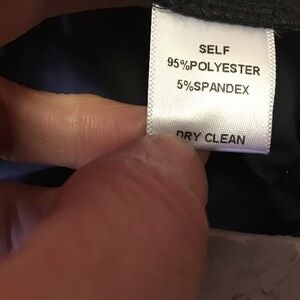 SELF
95%POLYESTER
5%SPANDEX
DRY CLEAN